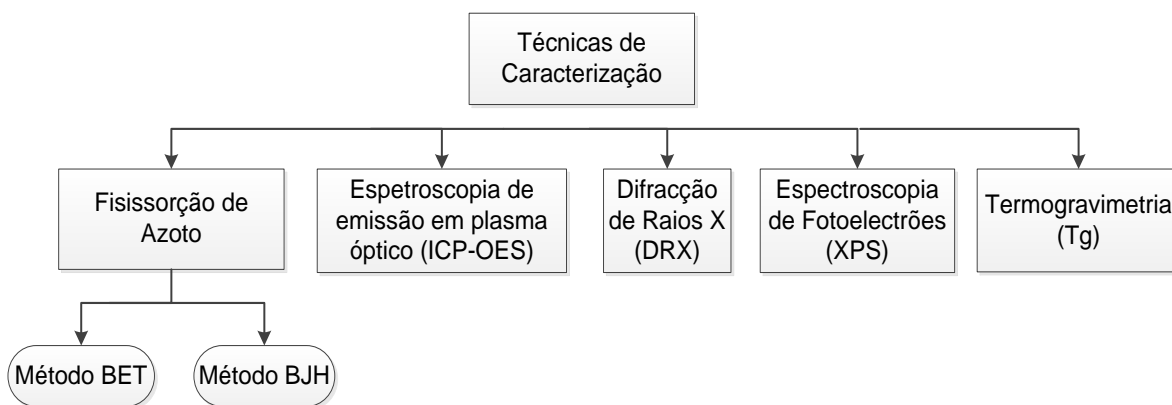 Técnicas de
Caracterização
Fisissorção de
Azoto
Espetroscopia de
emissão em plasma
óptico (ICP-OES)
Difracção
de Raios X
(DRX)
Espectroscopia
de Fotoelectrões
(XPS)
Termogravimetria
(Tg)
Método BET
Método BJH